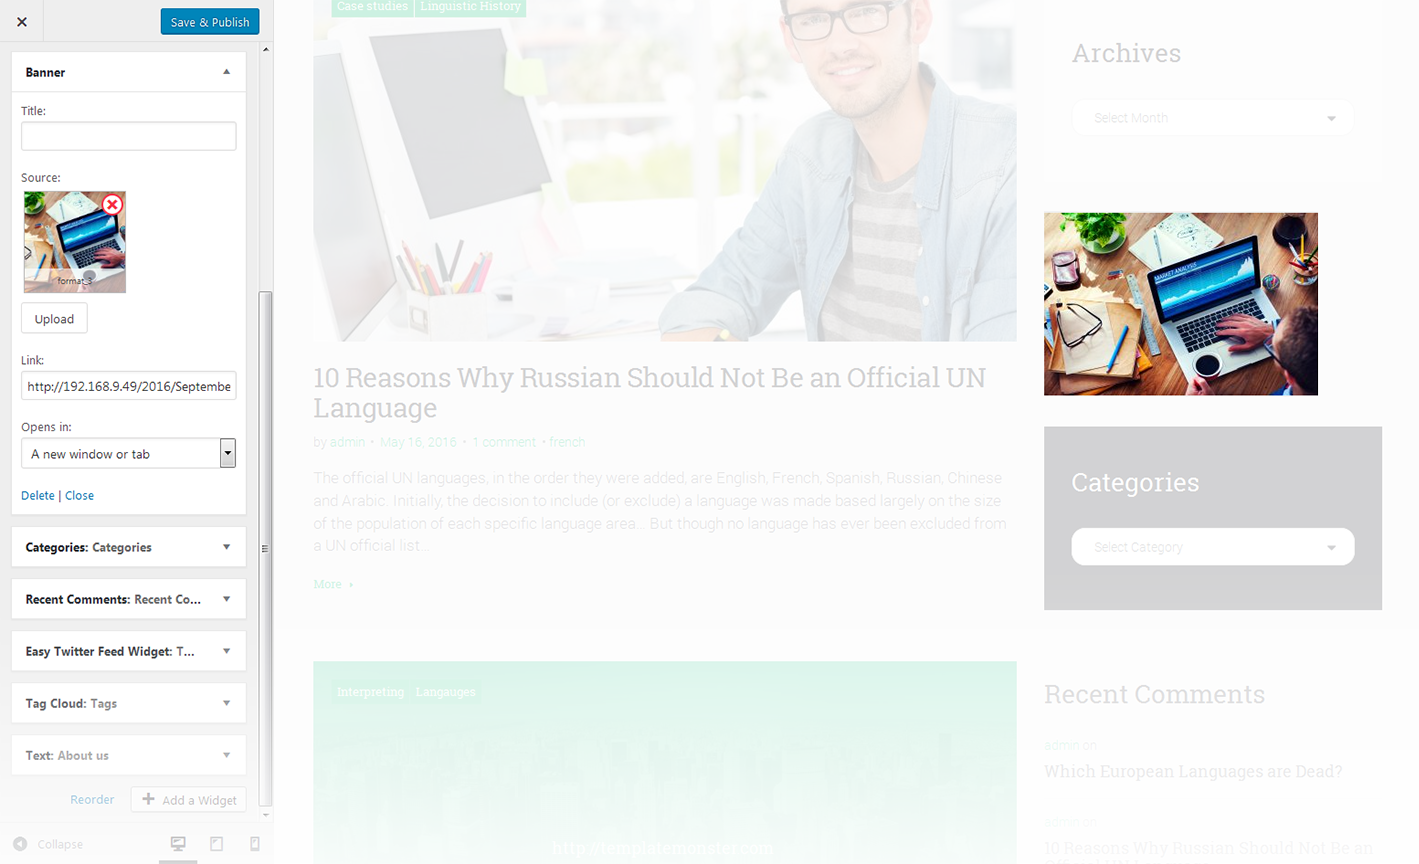 Save & Publish
Banner
Title:
Source:
format_3
Upload
Link:
http://192.168.9.49/2016/Septembe
Opens in:
A new window or tab
Delete | Close
Categories: Categories
Recent Comments: Recent Co...
Easy Twitter Feed Widget: T...
Tag Cloud: Tags
Text: About us
Reorder
Add a Widget
Collapse
Case studies Linguistic History
10 Reasons Why Russian Should Not Be an Official UN
Language
by admin • May 16, 2016 • 1 comment • french
The official UN languages, in the order they were added, are English, French, Spanish, Russian, Chinese
and Arabic. Initially, the decision to include (or exclude) a language was made based largely on the size
of the population of each specific language area... But though no language has ever been excluded from
a UN official list...
More
Interpreting Langauges
http://templatemonster.com
Archives
Select Month
MARKET ANALYSIS
Categories
Select Category
Recent Comments
admin on
Which European Languages are Dead?
admin on
10 Reasons Why Russian Should Not Be an
Official UN Language